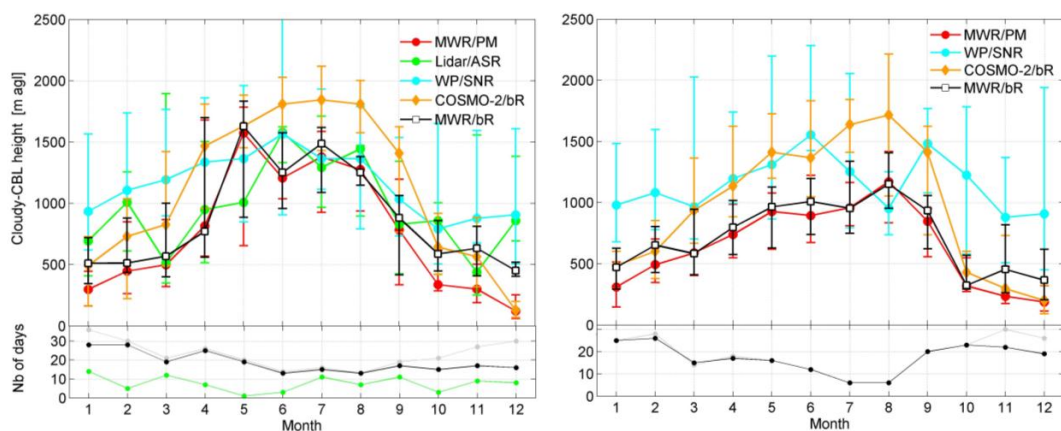 2500
2000
1500
1000
500
0
Cloudy-CBL height [m agl]
MWR/PM
Lidar/ASR
WP/SNR
COSMO-2/bR
MWR/bR
30
20
10
0
Nb of days
1 2 3 4 5 6 7 8 9 10 11 12
Month
2500
2000
1500
1000
500
0
MWR/PM
WP/SNR
COSMO-2/bR
MWR/bR
20
10
0
1 2 3 4 5 6 7 8 9 10 11 12
Month